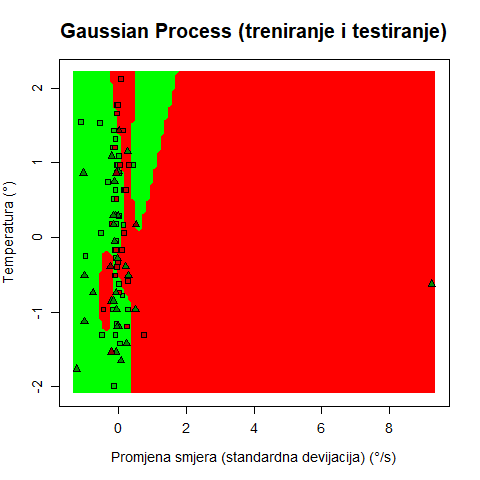 Gaussian Process (treniranje i testiranje)
Temperatura (°)
2
1
0
-1
-2
0 2 4 6 8
Promjena smjera (standardna devijacija) (°/s)